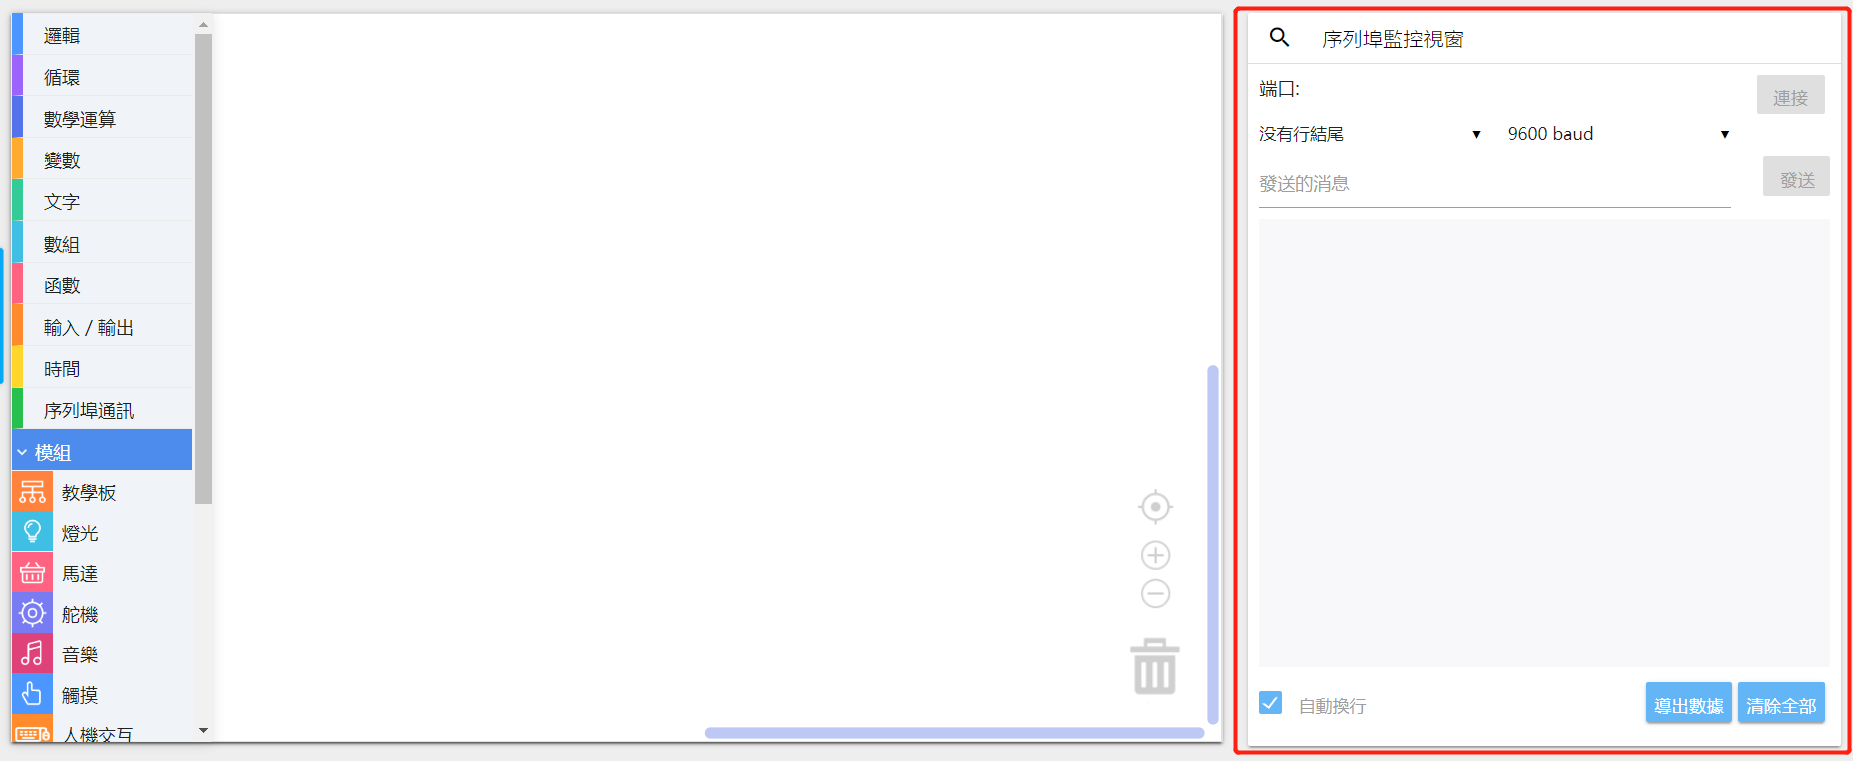 邏輯
循環
數學運算
變數
文字
數組
函數
輸入 / 輸出
時間
序列埠通訊
模組
教學板
燈光
馬達
舵機
音樂
觸摸
人機交互
序列埠監控視窗
端口:
連接
没有行結尾
9600 baud
發送的消息
發送
自動換行
導出數據
清除全部